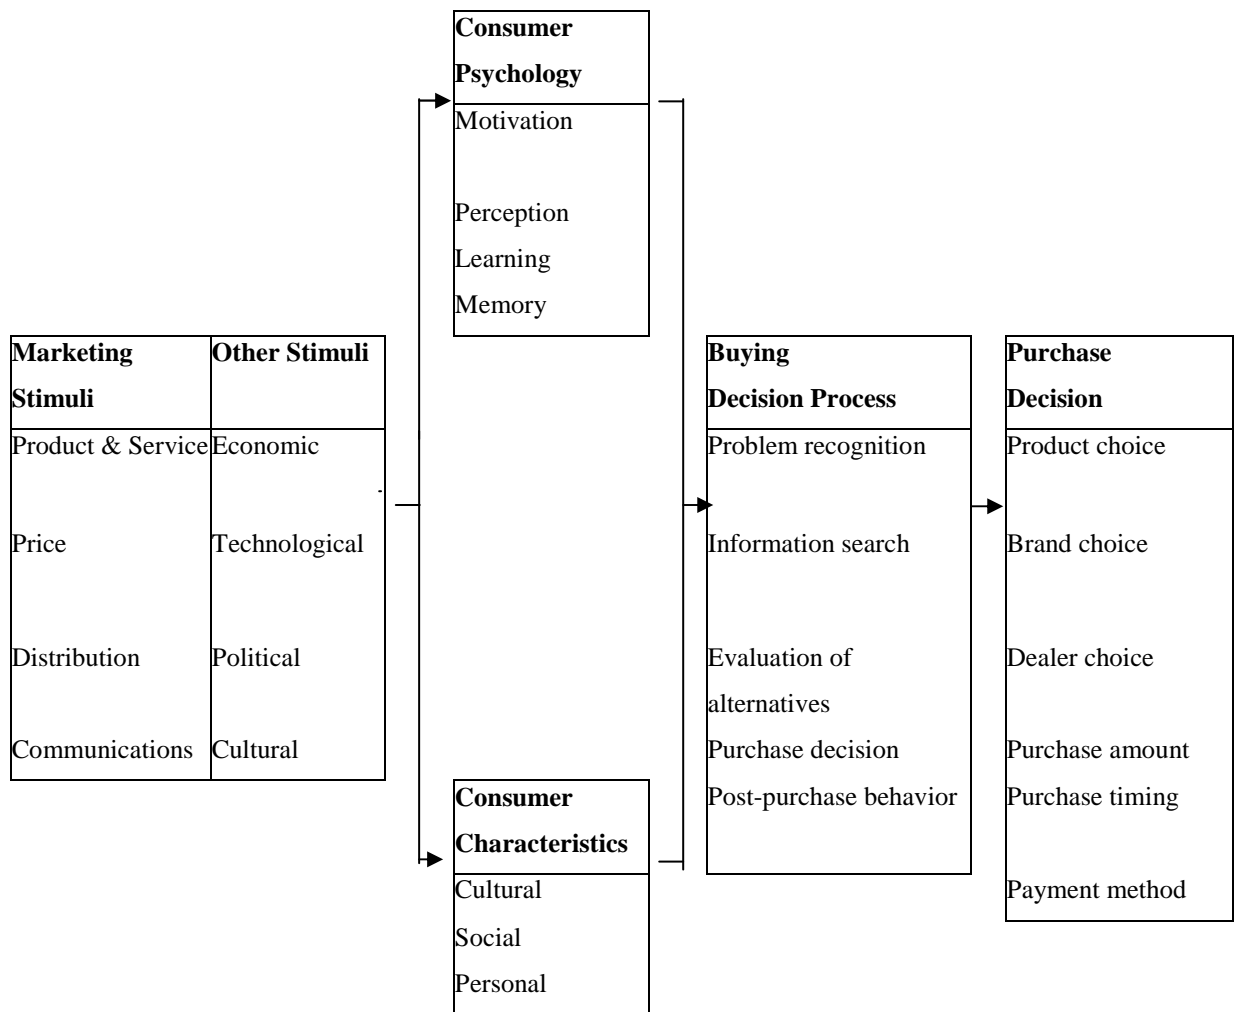 Consumer
Psychology
Motivation
Perception
Learning
Memory
Marketing
Stimuli
Other Stimuli
Product & Service
Economic
Price
Technological
Distribution
Political
Communications
Cultural
Consumer
Characteristics
Cultural
Social
Personal
Buying
Decision Process
Problem recognition
Information search
Evaluation of
alternatives
Purchase decision
Post-purchase behavior
Purchase
Decision
Product choice
Brand choice
Dealer choice
Purchase amount
Purchase timing
Payment method